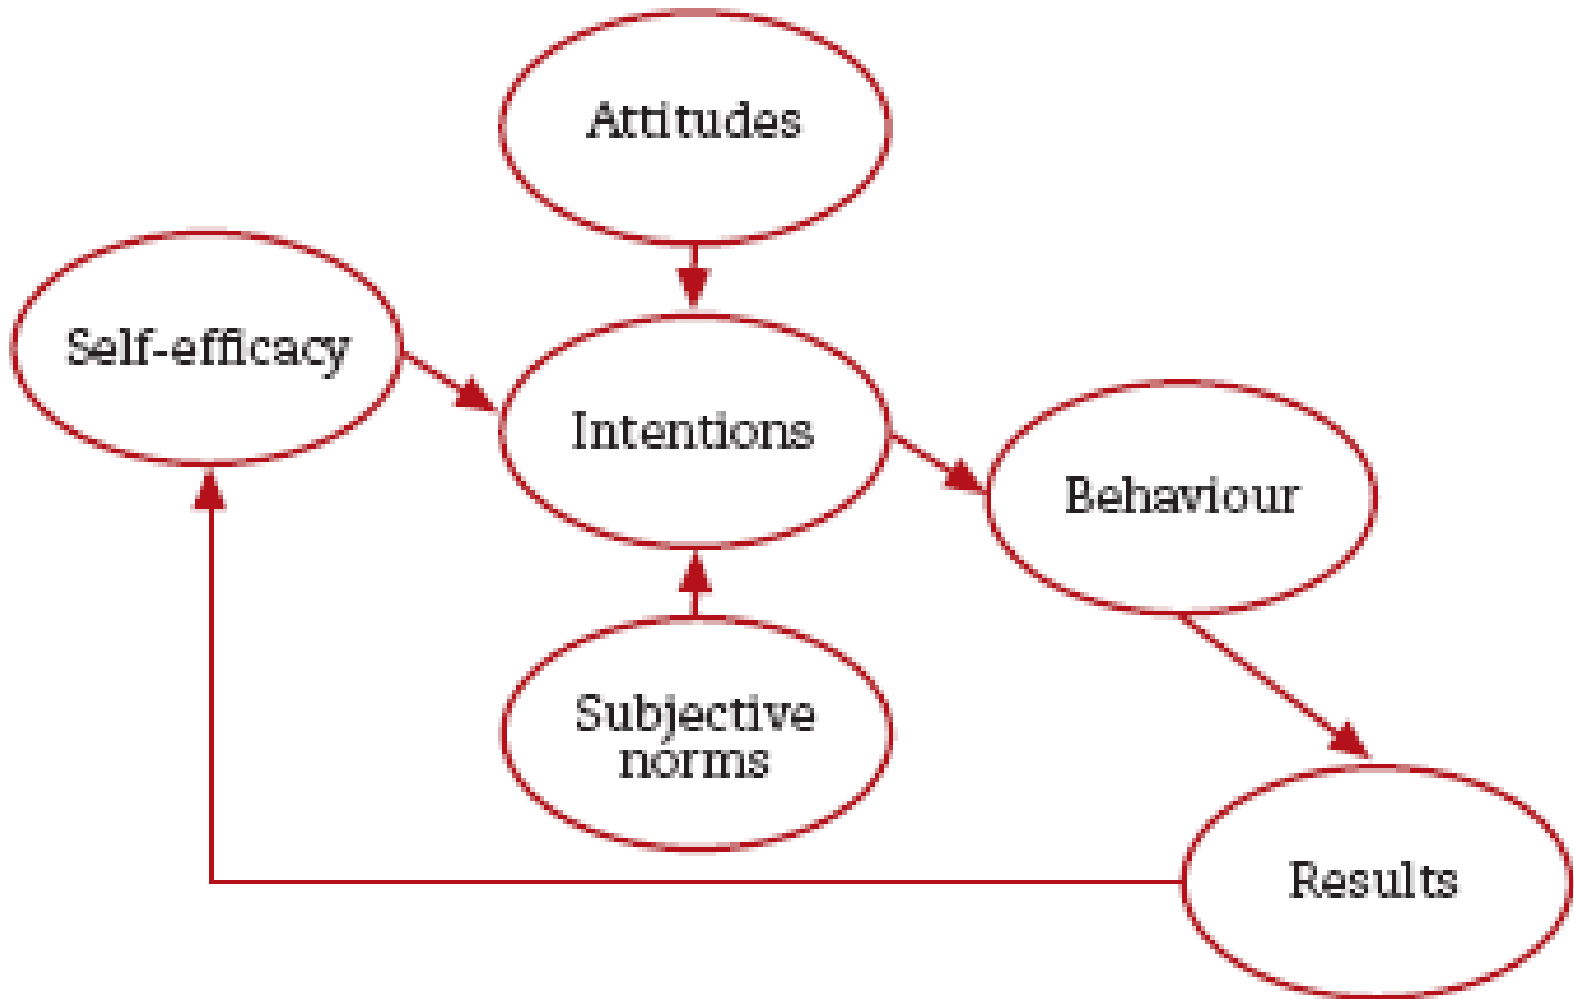 Attitudes
Self-efficacy
Intentions
Behaviour
Subjective
norms
Results